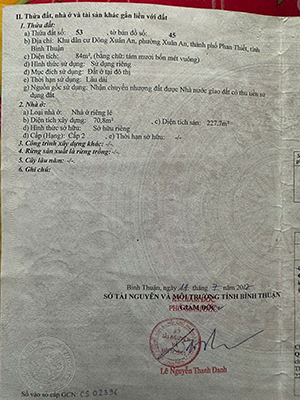 II. Thửa đất, nhà ở và tài sản khác gắn liền với đất
1. Thửa đất:
a) Thửa đất số: 53, tờ bản đồ số: 45
b) Địa chỉ: Khu dân cư Đông Xuân An, phường Xuân An, thành phố Phan Thiết, tỉnh
Bình Thuận
c) Diện tích: 84m², (bằng chữ: tám mươi bốn mét vuông)
d) Hình thức sử dụng: Sử dụng riêng
đ) Mục đích sử dụng: Đất ở tại đô thị
e) Thời hạn sử dụng: Lâu dài
g) Nguồn gốc sử dụng: Nhận chuyển nhượng đất được Nhà nước giao đất có thu tiền sử
dụng đất
2. Nhà ở:
a) Loại nhà ở: Nhà ở riêng lẻ
b) Diện tích xây dựng: 70,8m², c) Diện tích sàn: 227,7m²
d) Hình thức sở hữu: Sở hữu riêng
đ) Cấp (Hạng): Cấp 2, e) Thời hạn sở hữu: -/-
3. Công trình xây dựng khác: -/-
4. Rừng sản xuất là rừng trồng: -/-
5. Cây lâu năm: -/-
6. Ghi chú:
Bình Thuận, ngày tháng 7 năm
SỞ TÀI NGUYÊN VÀ MÔI TRƯỜNG TỈNH BÌNH THUẬN
GIÁM ĐỐC
PHÓ GIÁM ĐỐC
Lê Nguyễn Thanh Danh
Số vào sổ cấp GCN: CS 02336